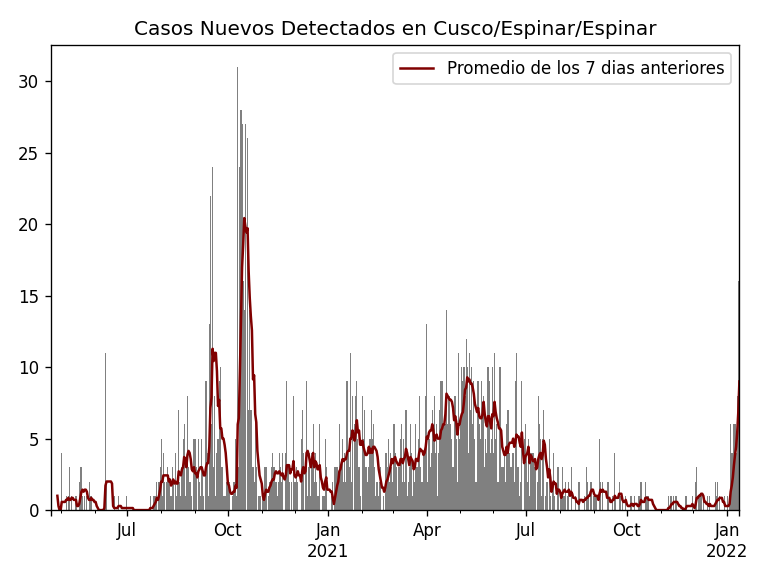 Casos Nuevos Detectados en Cusco/Espinar/Espinar
Promedio de los 7 dias anteriores
30
25
20
15
10
5
0
Jul Oct Jan Apr Jul Oct Jan
2021 2022